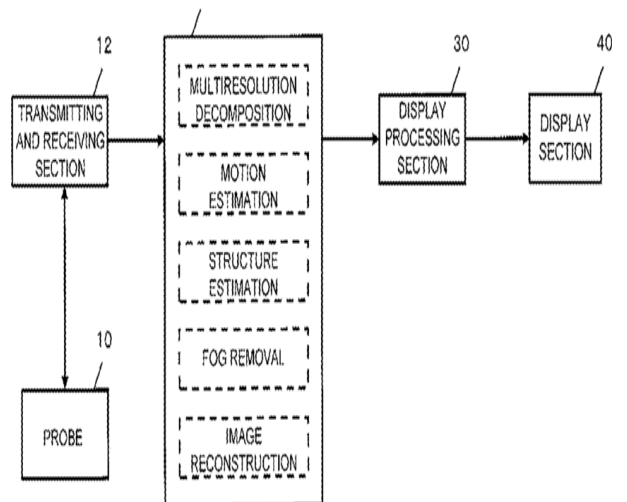 12
TRANSMITTING
AND RECEIVING
SECTION
10
PROBE
MULTIRESOLUTION
DECOMPOSITION
MOTION
ESTIMATION
STRUCTURE
ESTIMATION
FOG REMOVAL
IMAGE
RECONSTRUCTION
30
DISPLAY
PROCESSING
SECTION
40
DISPLAY
SECTION